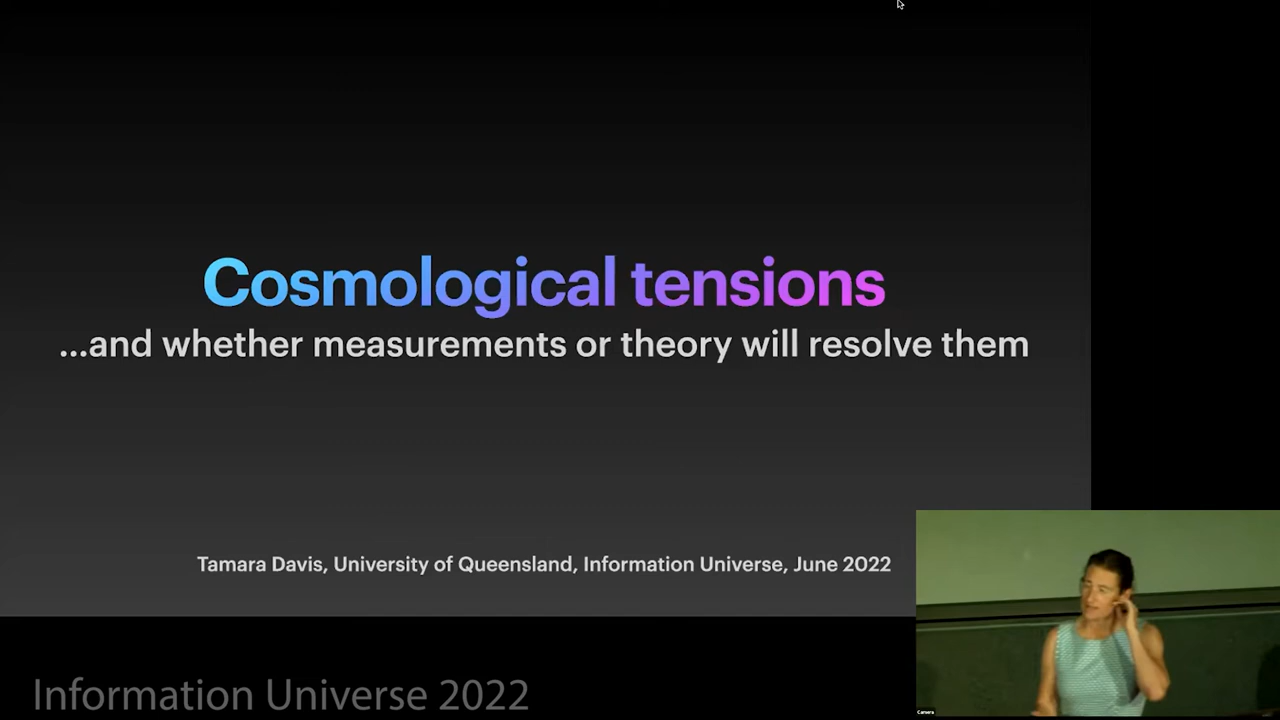 Cosmological tensions
...and whether measurements or theory will resolve them
Tamara Davis, University of Queensland, Information Universe, June 2022
Information Universe 2022
Camera